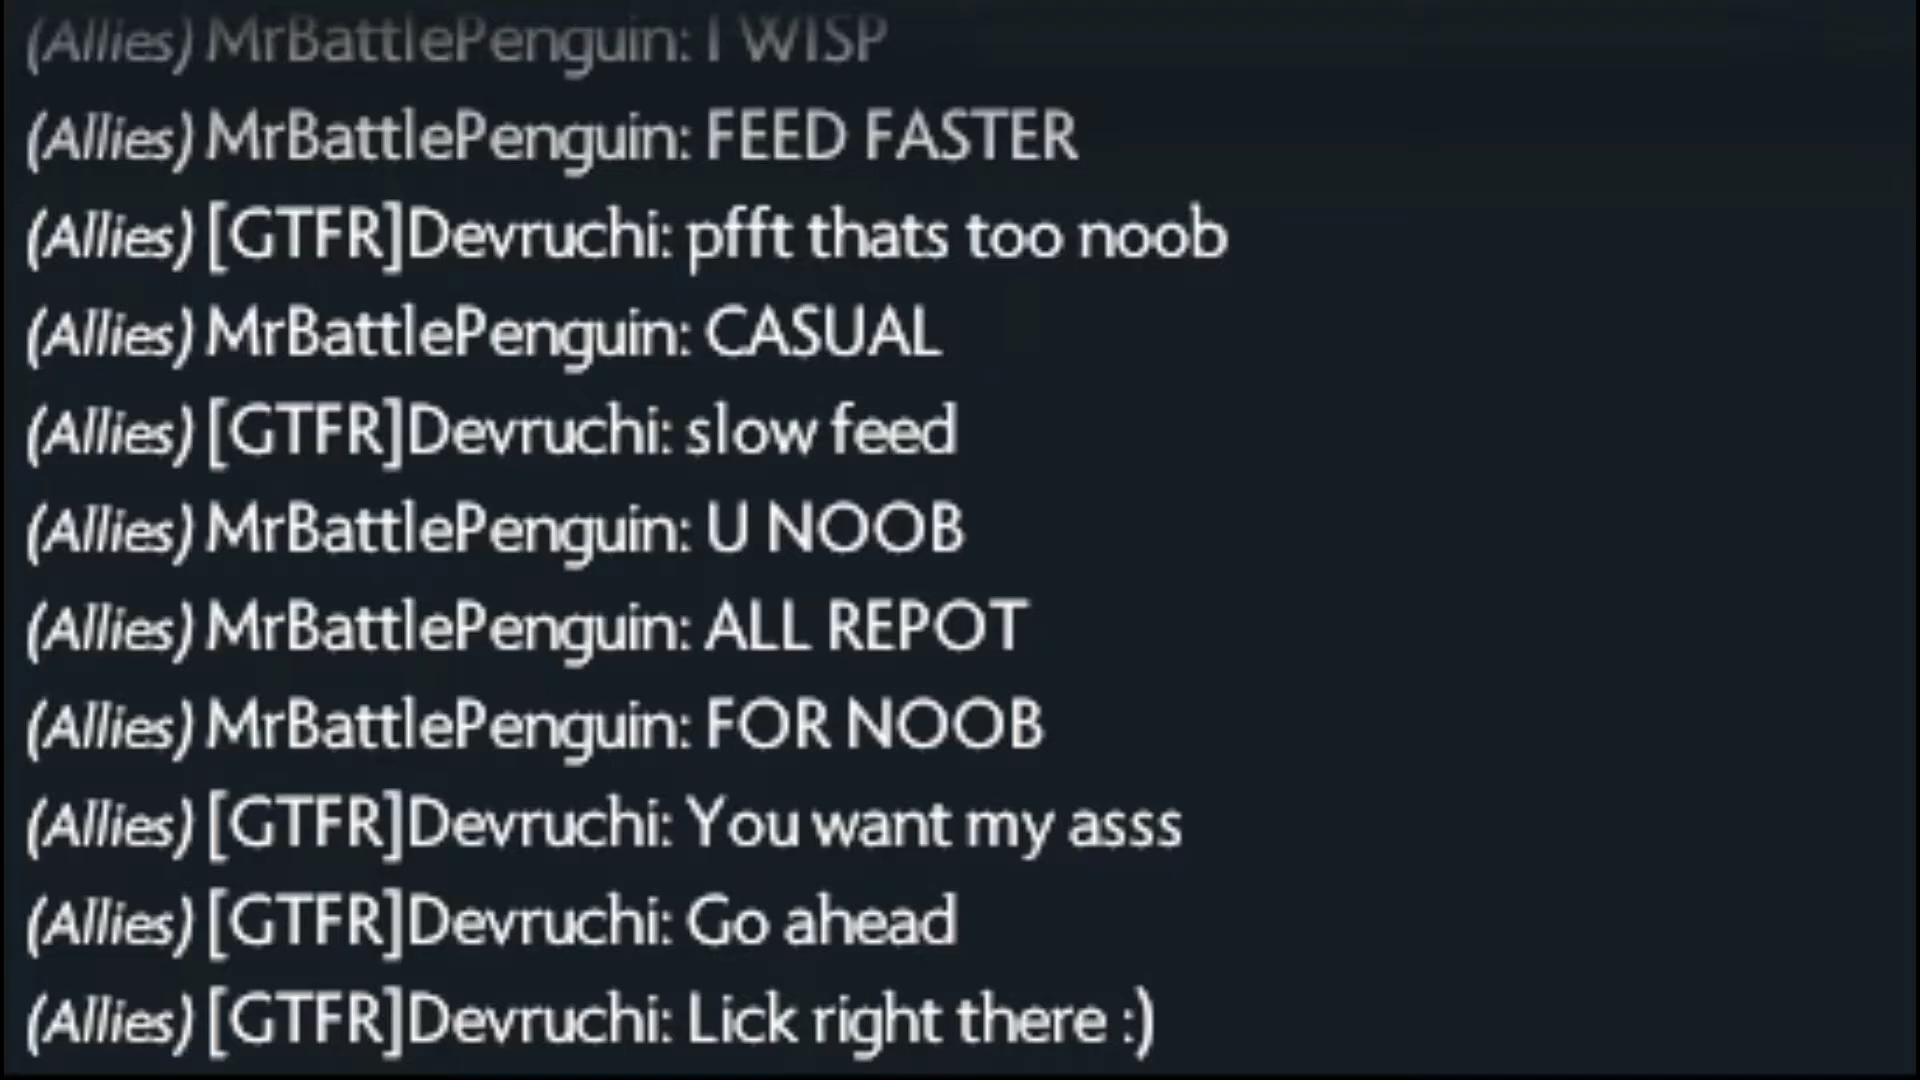 (Allies) MrBattlePenguin: I WISP
(Allies) MrBattlePenguin: FEED FASTER
(Allies) [GTFR]Devruchi: pfft thats too noob
(Allies) MrBattlePenguin: CASUAL
(Allies) [GTFR]Devruchi: slow feed
(Allies) MrBattlePenguin: U NOOB
(Allies) MrBattlePenguin: ALL REPOT
(Allies) MrBattlePenguin: FOR NOOB
(Allies) [GTFR]Devruchi: You want my asss
(Allies) [GTFR]Devruchi: Go ahead
(Allies) [GTFR]Devruchi: Lick right there :)